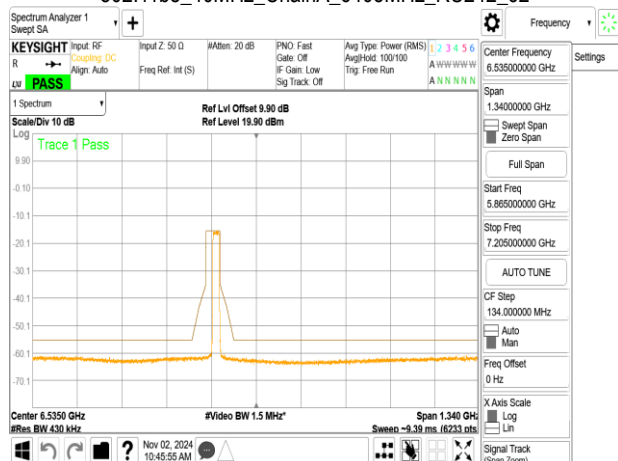 Spectrum Analyzer 1
Swept SA
+
Frequency
KEYSIGHT
R
LXI
PASS
Input: RF
Coupling: DC
Align: Auto
Input Z: 50 Ω
Freq Ref: Int (S)
#Atten: 20 dB
PNO: Fast
Gate: Off
IF Gain: Low
Sig Track: Off
Avg Type: Power (RMS)
Avg|Hold: 100/100
Trig: Free Run
1 2 3 4 5 6
A W W W W W
A N N N N N
1 Spectrum
Scale/Div 10 dB
Ref Lvl Offset 9.90 dB
Ref Level 19.90 dBm
Log
Trace 1 Pass
9.90
-0.10
-10.1
-20.1
-30.1
-40.1
-50.1
-60.1
-70.1
Center 6.5350 GHz
#Res BW 430 kHz
#Video BW 1.5 MHz*
Span 1.340 GHz
Sweep ~9.39 ms (6233 pts)
Nov 02, 2024
10:45:55 AM
?
Center Frequency
6.535000000 GHz
Span
1.34000000 GHz
Swept Span
Zero Span
Full Span
Start Freq
5.865000000 GHz
Stop Freq
7.205000000 GHz
AUTO TUNE
CF Step
134.000000 MHz
Auto
Man
Freq Offset
0 Hz
X Axis Scale
Log
Lin
Signal Track
(Span Zoom)
Settings